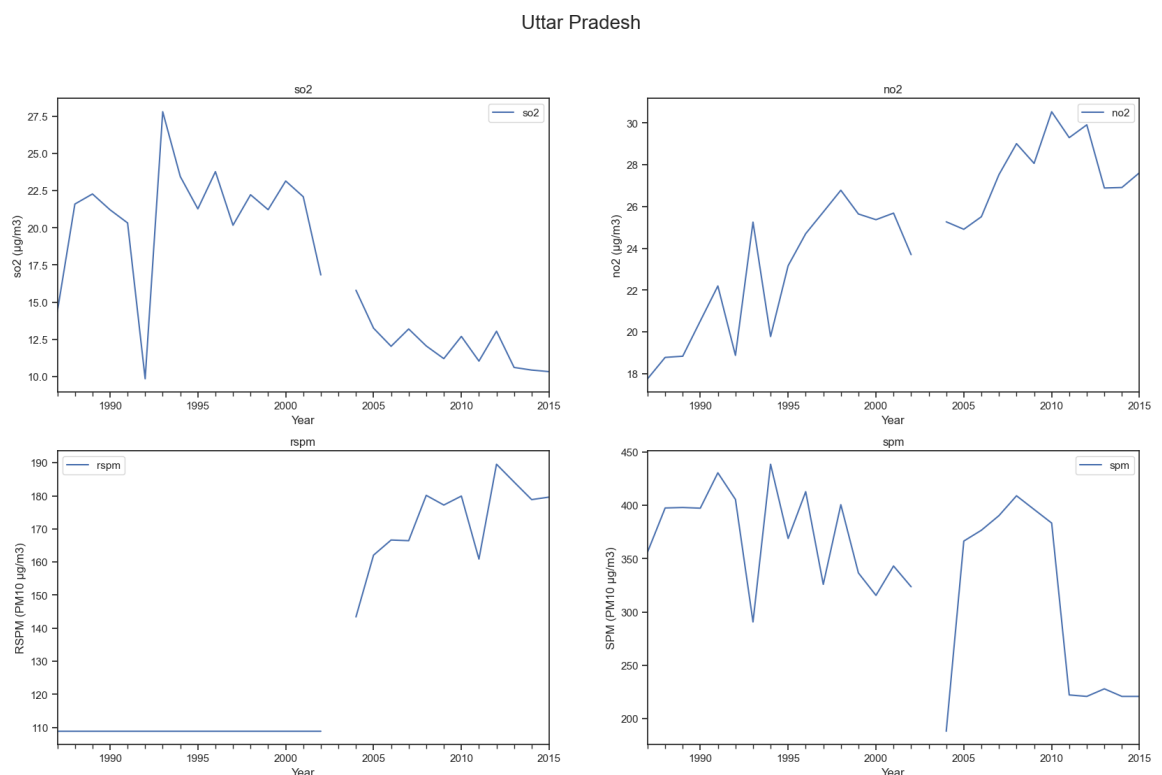 Uttar Pradesh
so2
so2
so2 (µg/m3)
27.5
25.0
22.5
20.0
17.5
15.0
12.5
10.0
1990 1995 2000 2005 2010 2015
Year
no2
no2
no2 (µg/m3)
30
28
26
24
22
20
18
1990 1995 2000 2005 2010 2015
Year
rspm
rspm
RSPM (PM10 µg/m3)
190
180
170
160
150
140
130
120
110
1990 1995 2000 2005 2010 2015
Year
spm
spm
SPM (PM10 µg/m3)
450
400
350
300
250
200
1990 1995 2000 2005 2010 2015
Year